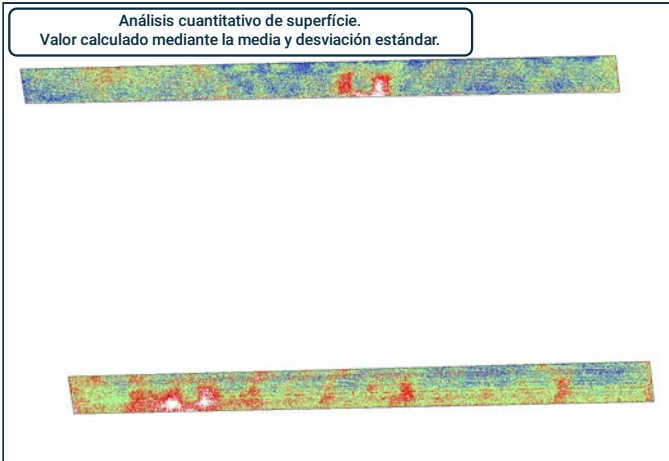 Análisis cuantitativo de superfície.
Valor calculado mediante la media y desviación estándar.